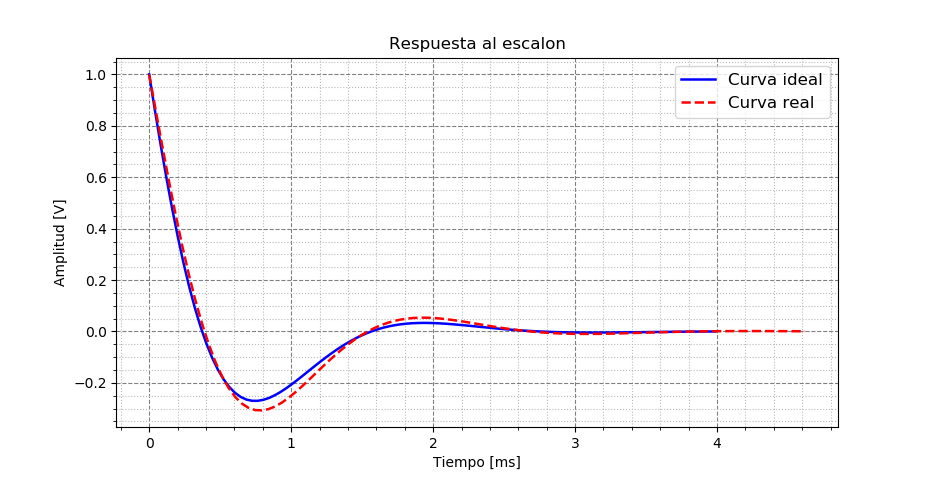 Respuesta al escalon
Curva ideal
Curva real
Amplitud [V]
1.0
0.8
0.6
0.4
0.2
0.0
−0.2
0 1 2 3 4
Tiempo [ms]